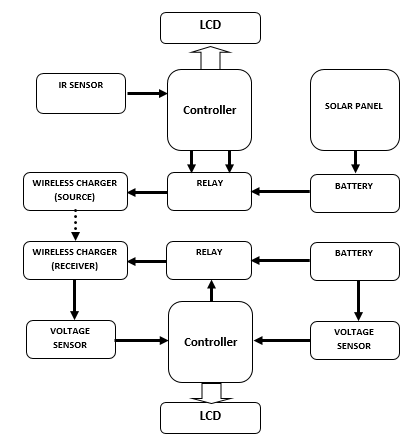 LCD
IR SENSOR
Controller
SOLAR PANEL
WIRELESS CHARGER
(SOURCE)
RELAY
BATTERY
WIRELESS CHARGER
(RECEIVER)
RELAY
BATTERY
VOLTAGE
SENSOR
Controller
VOLTAGE
SENSOR
LCD